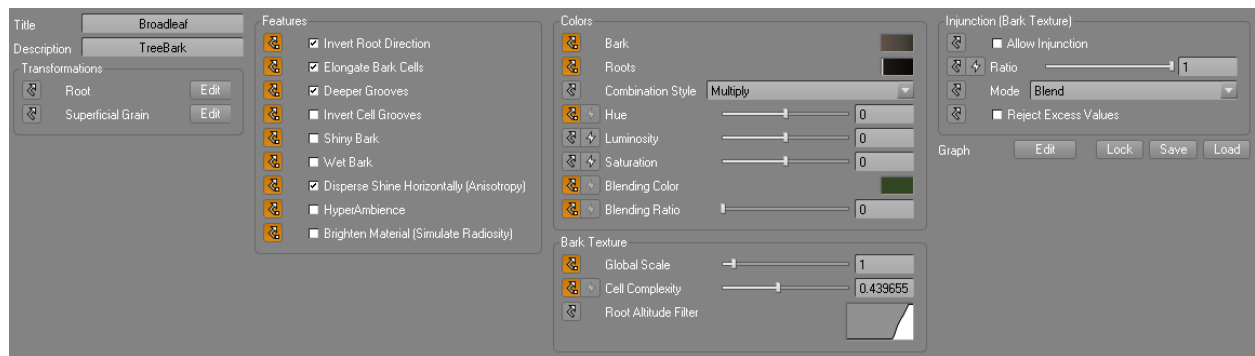 Title Broadleaf
Description TreeBark
Transformations
Root Edit
Superficial Grain Edit
Features
Invert Root Direction
Elongate Bark Cells
Deeper Grooves
Invert Cell Grooves
Shiny Bark
Wet Bark
Disperse Shine Horizontally (Anisotropy)
HyperAmbience
Brighten Material (Simulate Radiosity)
Colors
Bark
Roots
Combination Style Multiply
Hue 0
Luminosity 0
Saturation 0
Blending Color
Blending Ratio 0
Bark Texture
Global Scale 1
Cell Complexity 0.439655
Root Altitude Filter
Injunction (Bark Texture)
Allow Injunction
Ratio 1
Mode Blend
Reject Excess Values
Graph Edit Lock Save Load